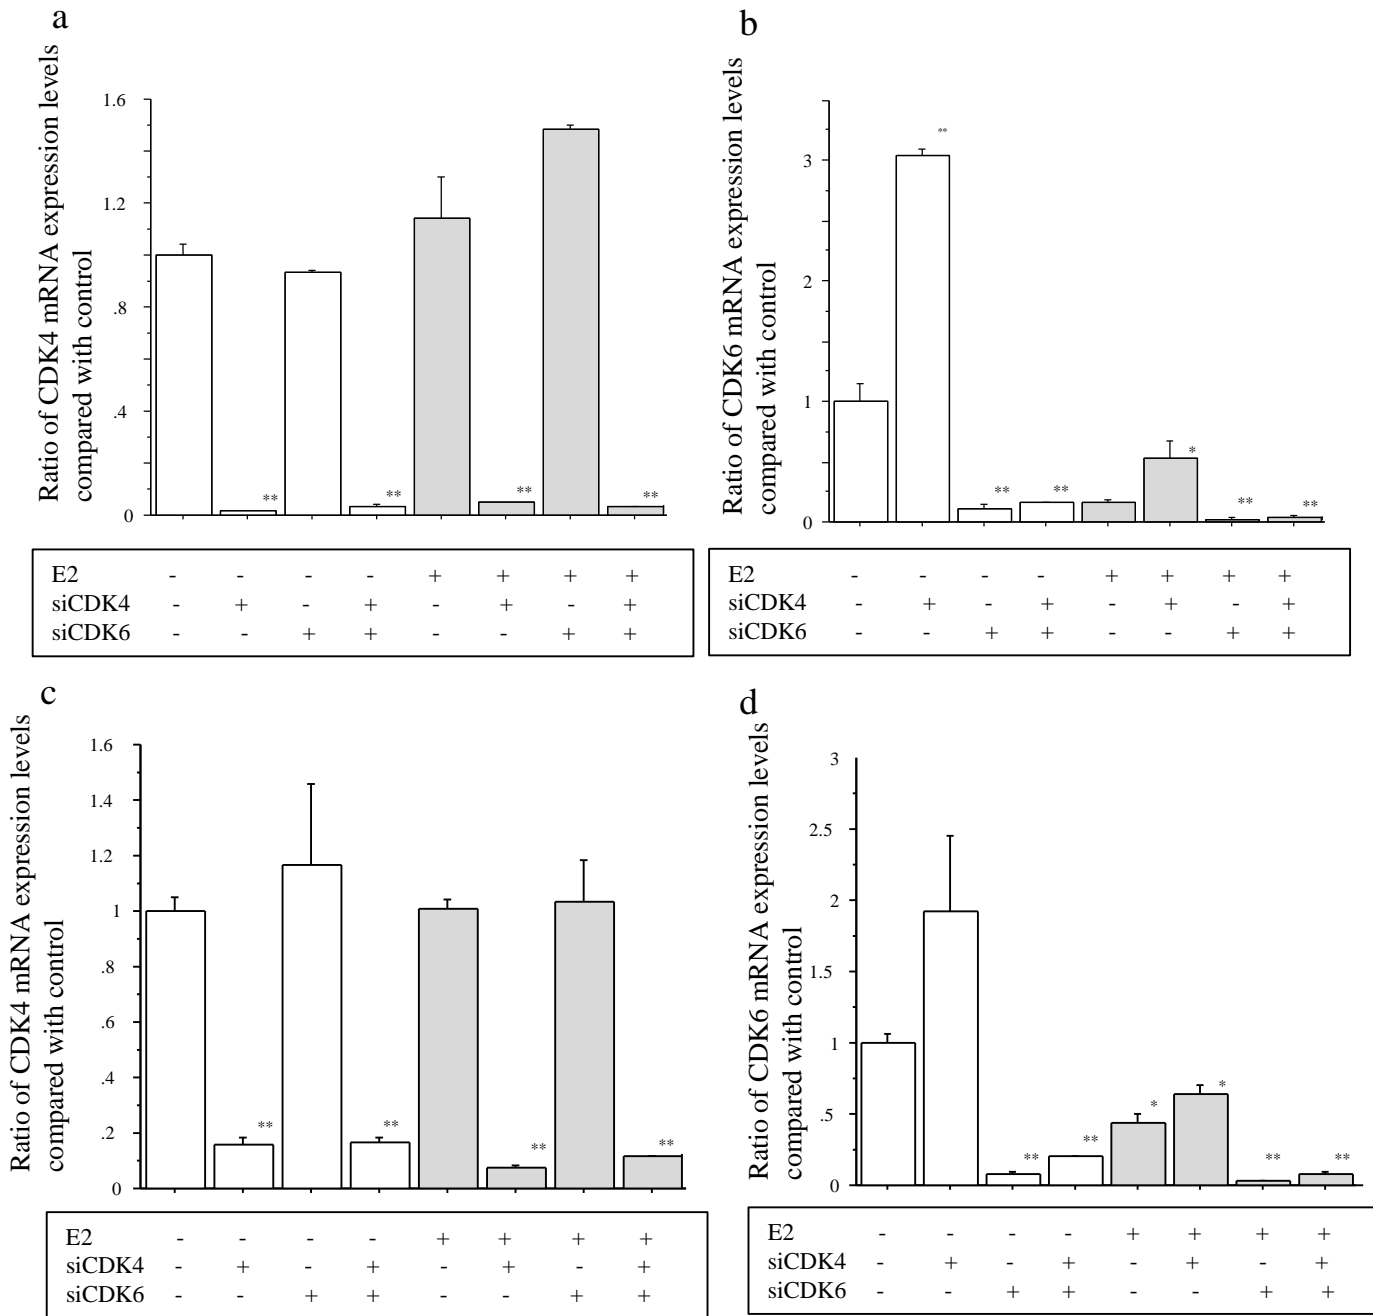 a
Ratio of CDK4 mRNA expression levels
compared with control
1.6
1.2
.8
.4
0
** ** ** **
E2 - - - - + + + +
siCDK4 - + - + - + - +
siCDK6 - - + + - - + +
b
Ratio of CDK6 mRNA expression levels
compared with control
3
2
1
0
** ** ** * ** **
E2 - - - - + + + +
siCDK4 - + - + - + - +
siCDK6 - - + + - - + +
c
Ratio of CDK4 mRNA expression levels
compared with control
1.6
1.4
1.2
1
.8
.6
.4
.2
0
** ** ** **
E2 - - - - + + + +
siCDK4 - + - + - + - +
siCDK6 - - + + - - + +
d
Ratio of CDK6 mRNA expression levels
compared with control
3
2.5
2
1.5
1
.5
0
** ** * * ** **
E2 - - - - + + + +
siCDK4 - + - + - + - +
siCDK6 - - + + - - + +